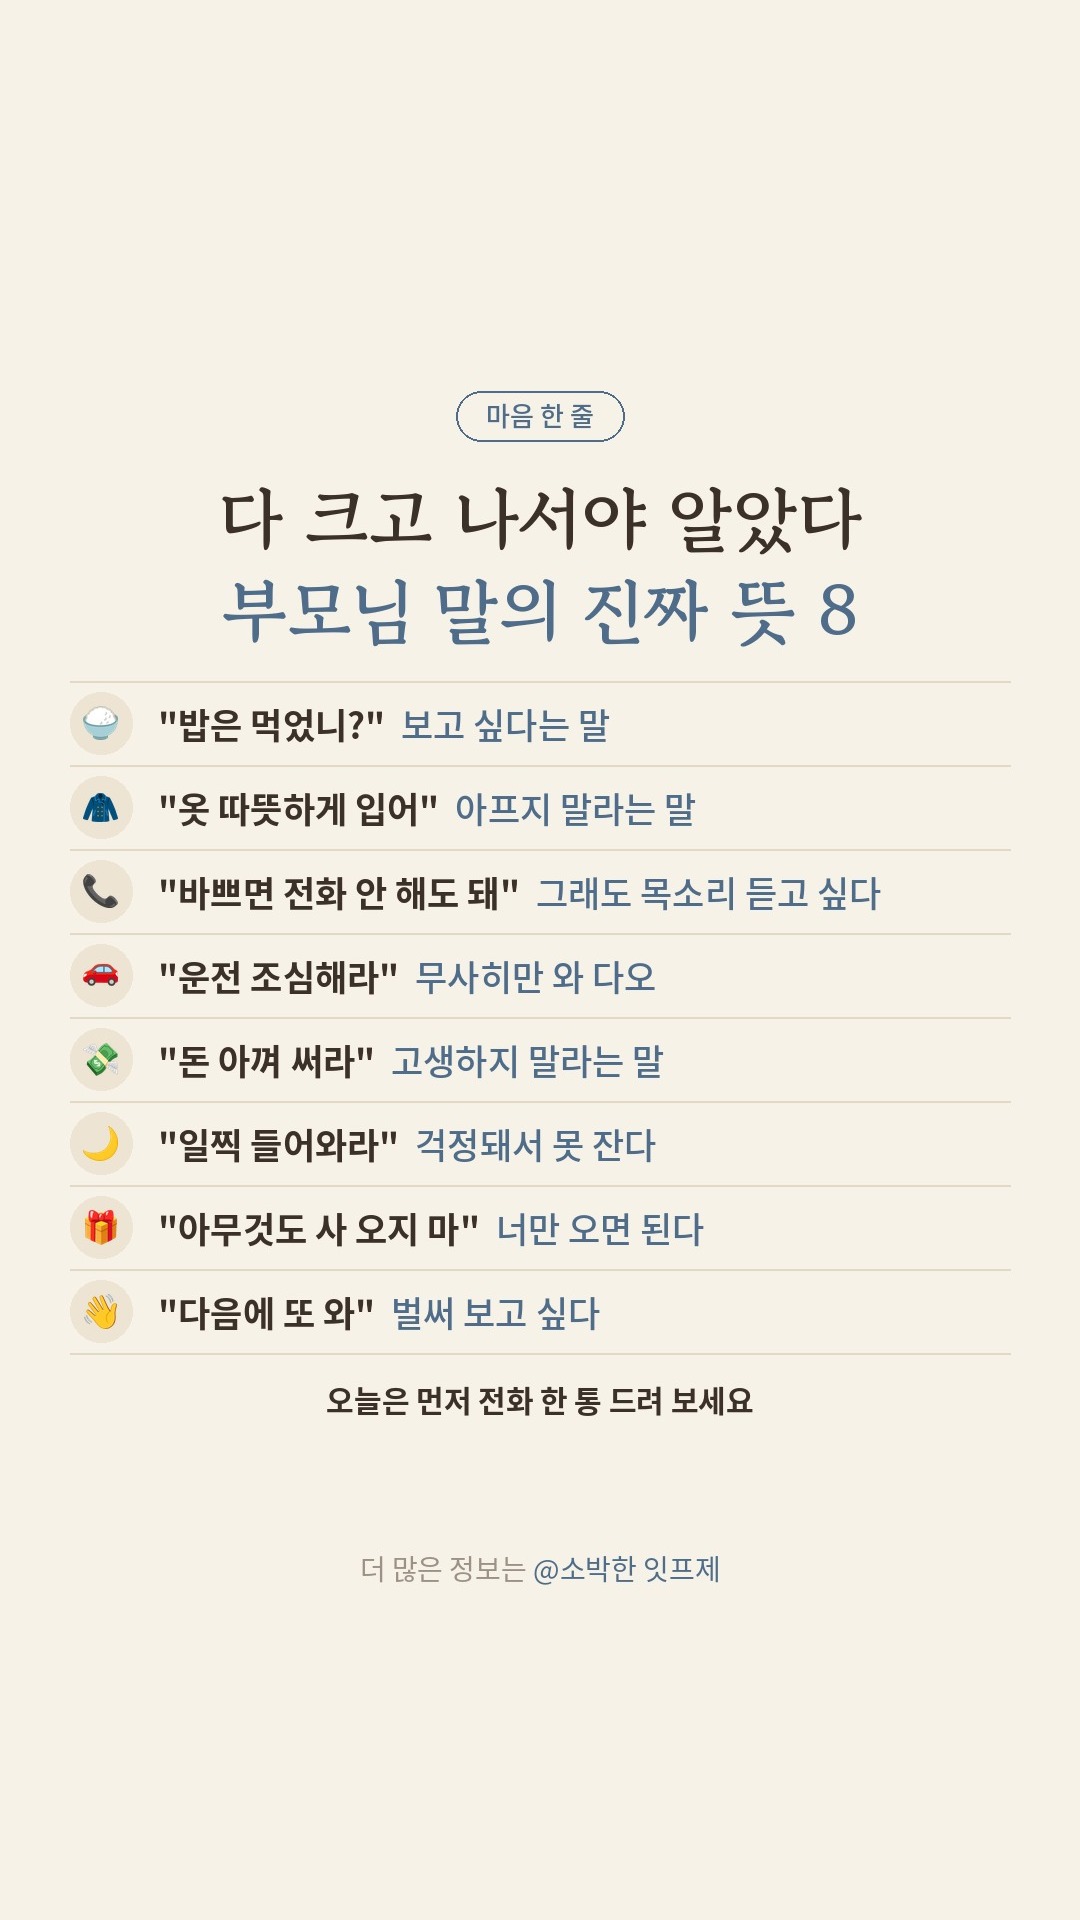 마음 한 줄
다 크고 나서야 알았다
부모님 말의 진짜 뜻 8
"밥은 먹었니?" 보고 싶다는 말
"옷 따뜻하게 입어" 아프지 말라는 말
"바쁘면 전화 안 해도 돼" 그래도 목소리 듣고 싶다
"운전 조심해라" 무사히만 와 다오
"돈 아껴 써라" 고생하지 말라는 말
"일찍 들어와라" 걱정돼서 못 잔다
"아무것도 사 오지 마" 너만 오면 된다
"다음에 또 와" 벌써 보고 싶다
오늘은 먼저 전화 한 통 드려 보세요
더 많은 정보는 @소박한 잇프제